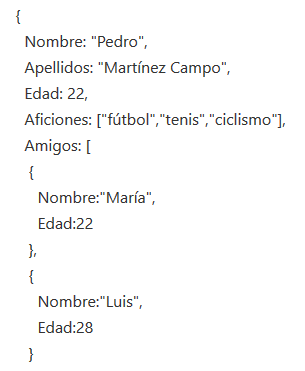 {
Nombre: "Pedro",
Apellidos: "Martínez Campo",
Edad: 22,
Aficiones: ["fútbol","tenis","ciclismo"],
Amigos: [
{
Nombre:"María",
Edad:22
},
{
Nombre:"Luis",
Edad:28
}